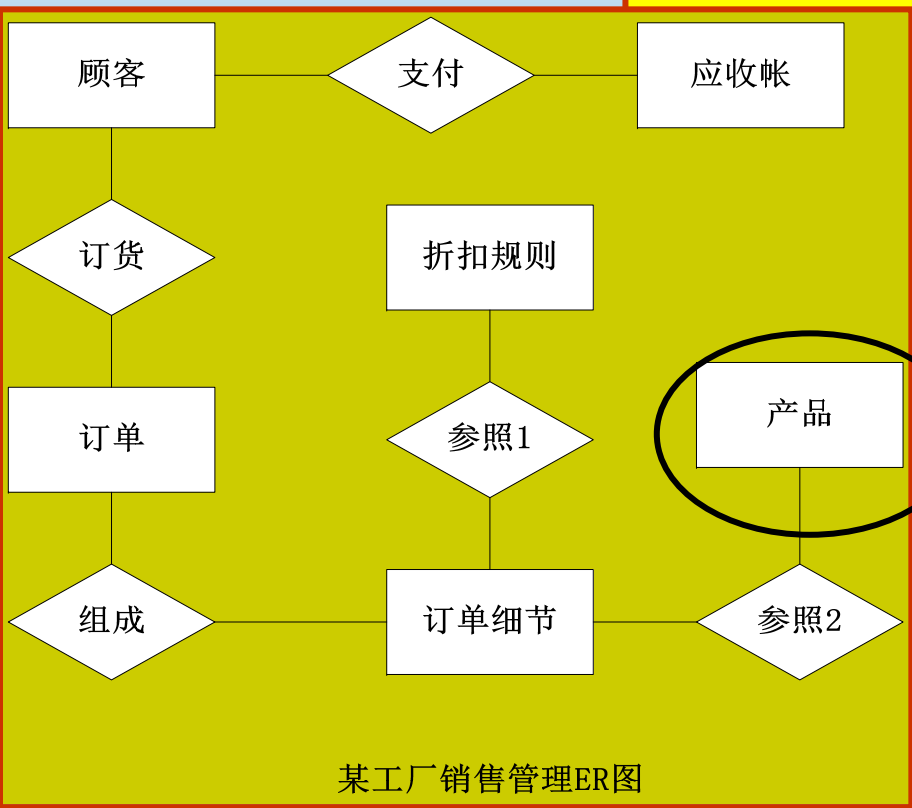 顾客
支付
应收帐
订货
折扣规则
产品
订单
参照1
组成
订单细节
参照2
某工厂销售管理ER图